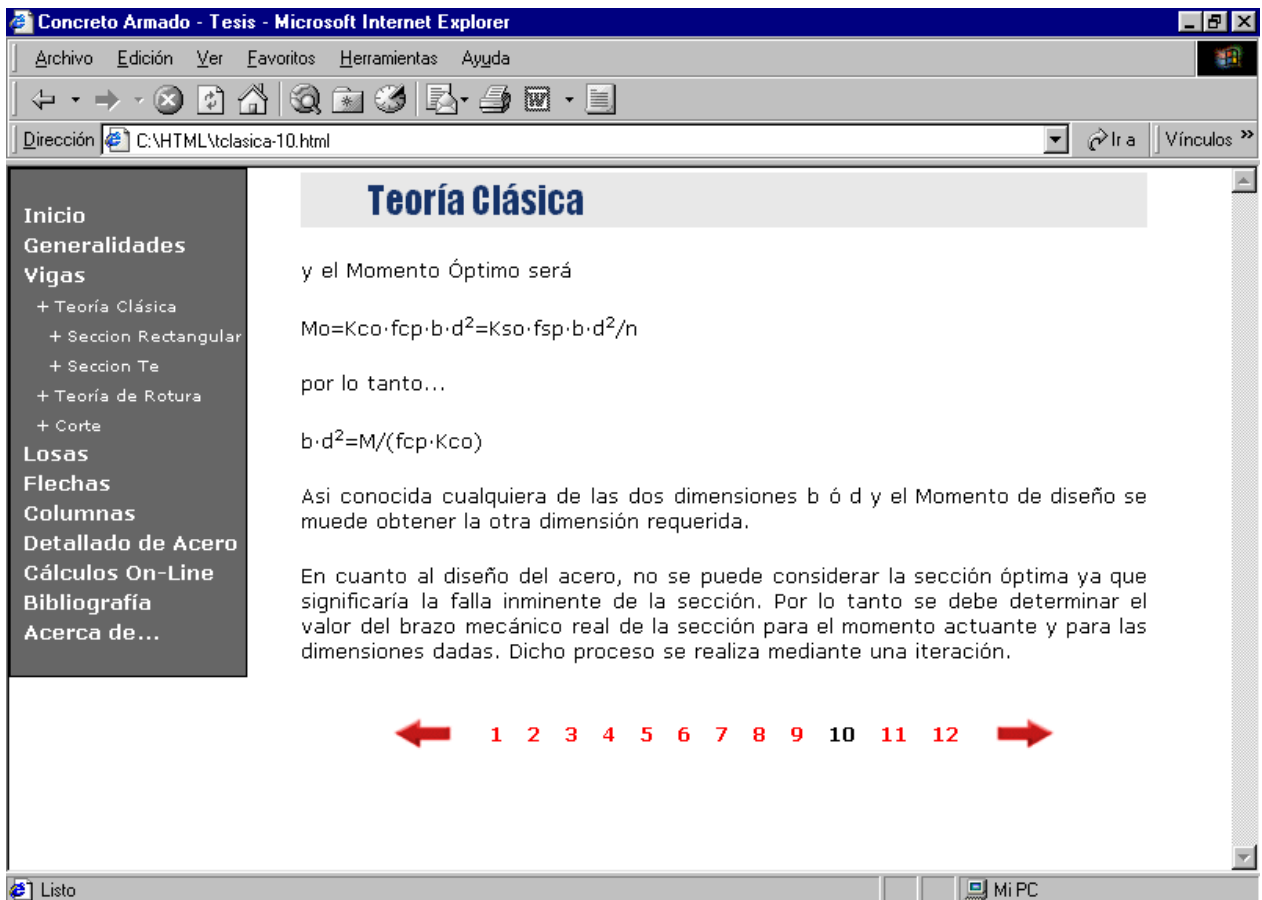 Concreto Armado - Tesis - Microsoft Internet Explorer
Archivo Edición Ver Favoritos Herramientas Ayuda
Dirección C:\HTML\tclasica-10.html Ir a Vínculos »
Inicio
Generalidades
Vigas
+ Teoría Clásica
+ Seccion Rectangular
+ Seccion Te
+ Teoría de Rotura
+ Corte
Losas
Flechas
Columnas
Detallado de Acero
Cálculos On-Line
Bibliografía
Acerca de...
Teoría Clásica
y el Momento Óptimo será
Mo=Kco·fcp·b·d²=Kso·fsp·b·d²/n
por lo tanto...
b·d²=M/(fcp·Kco)
Asi conocida cualquiera de las dos dimensiones b ó d y el Momento de diseño se
muede obtener la otra dimensión requerida.
En cuanto al diseño del acero, no se puede considerar la sección óptima ya que
significaría la falla inminente de la sección. Por lo tanto se debe determinar el
valor del brazo mecánico real de la sección para el momento actuante y para las
dimensiones dadas. Dicho proceso se realiza mediante una iteración.
1 2 3 4 5 6 7 8 9 10 11 12
Listo Mi PC